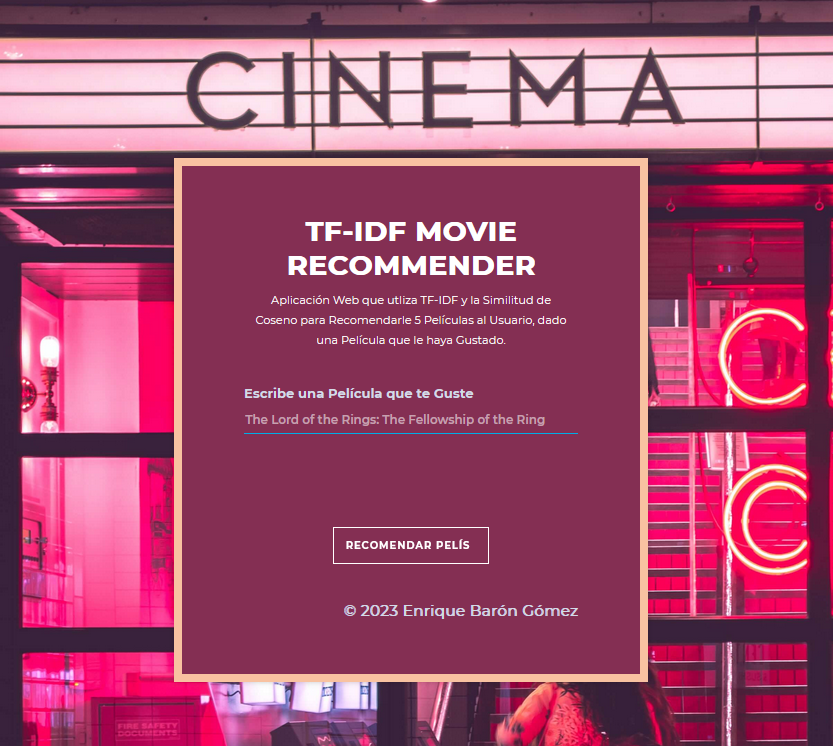 CINEMA
TF-IDF MOVIE
RECOMMENDER
Aplicación Web que utliza TF-IDF y la Similitud de
Coseno para Recomendarle 5 Películas al Usuario, dado
una Película que le haya Gustado.
Escribe una Película que te Guste
The Lord of the Rings: The Fellowship of the Ring
RECOMENDAR PELÍS
© 2023 Enrique Barón Gómez
FIRE SAFETY
DOCUMENTS